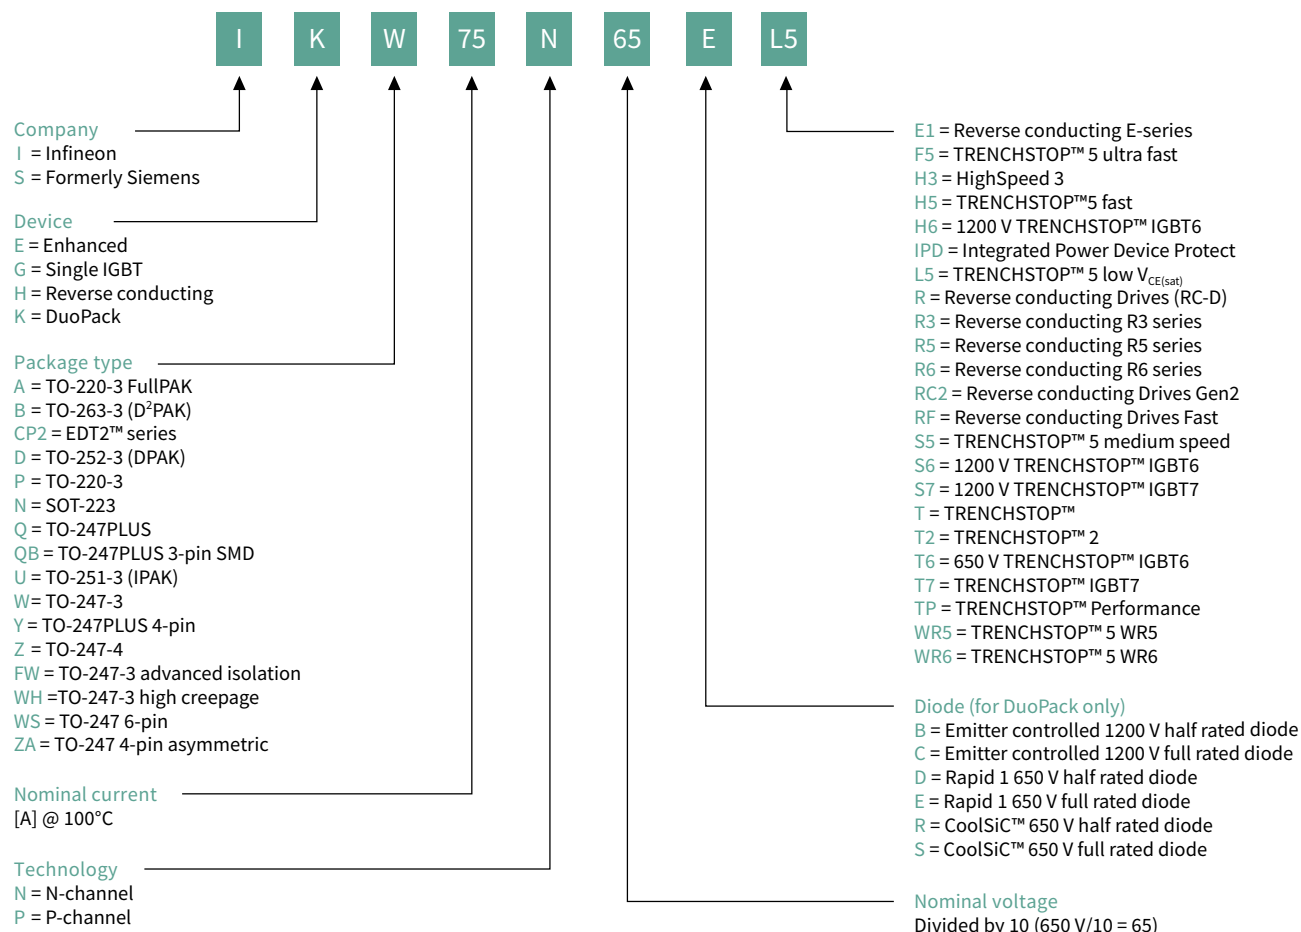 I K W 75 N 65 E L5
Company
I = Infineon
S = Formerly Siemens
Device
E = Enhanced
G = Single IGBT
H = Reverse conducting
K = DuoPack
Package type
A = TO-220-3 FullPAK
B = TO-263-3 (D²PAK)
CP2 = EDT2™ series
D = TO-252-3 (DPAK)
P = TO-220-3
N = SOT-223
Q = TO-247PLUS
QB = TO-247PLUS 3-pin SMD
U = TO-251-3 (IPAK)
W= TO-247-3
Y = TO-247PLUS 4-pin
Z = TO-247-4
FW = TO-247-3 advanced isolation
WH =TO-247-3 high creepage
WS = TO-247 6-pin
ZA = TO-247 4-pin asymmetric
Nominal current
[A] @ 100°C
Technology
N = N-channel
P = P-channel
E1 = Reverse conducting E-series
F5 = TRENCHSTOP™ 5 ultra fast
H3 = HighSpeed 3
H5 = TRENCHSTOP™5 fast
H6 = 1200 V TRENCHSTOP™ IGBT6
IPD = Integrated Power Device Protect
L5 = TRENCHSTOP™ 5 low VCE(sat)
R = Reverse conducting Drives (RC-D)
R3 = Reverse conducting R3 series
R5 = Reverse conducting R5 series
R6 = Reverse conducting R6 series
RC2 = Reverse conducting Drives Gen2
RF = Reverse conducting Drives Fast
S5 = TRENCHSTOP™ 5 medium speed
S6 = 1200 V TRENCHSTOP™ IGBT6
S7 = 1200 V TRENCHSTOP™ IGBT7
T = TRENCHSTOP™
T2 = TRENCHSTOP™ 2
T6 = 650 V TRENCHSTOP™ IGBT6
T7 = TRENCHSTOP™ IGBT7
TP = TRENCHSTOP™ Performance
WR5 = TRENCHSTOP™ 5 WR5
WR6 = TRENCHSTOP™ 5 WR6
Diode (for DuoPack only)
B = Emitter controlled 1200 V half rated diode
C = Emitter controlled 1200 V full rated diode
D = Rapid 1 650 V half rated diode
E = Rapid 1 650 V full rated diode
R = CoolSiC™ 650 V half rated diode
S = CoolSiC™ 650 V full rated diode
Nominal voltage
Divided by 10 (650 V/10 = 65)